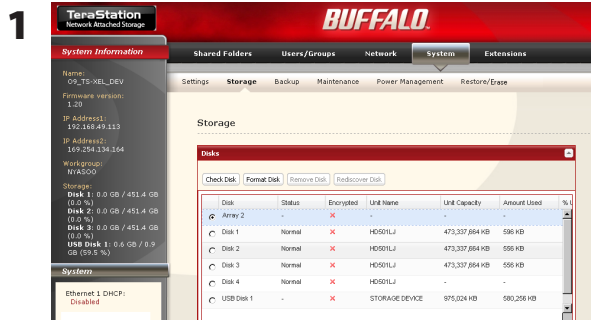 1
TeraStation
Network Attached Storage
BUFFALO.
System Information
Shared Folders Users/Groups Network System Extensions
Settings Storage Backup Maintenance Power Management Restore/Erase
Name:
09_TS-XEL_DEV
Firmware version:
1.20
IP Address1:
192.168.49.113
IP Address2:
169.254.134.164
Workgroup:
NYASOO
Storage:
Disk 1: 0.0 GB / 451.4 GB
(0.0 %)
Disk 2: 0.0 GB / 451.4 GB
(0.0 %)
Disk 3: 0.0 GB / 451.4 GB
(0.0 %)
USB Disk 1: 0.6 GB / 0.9
GB (59.5 %)
System
Ethernet 1 DHCP:
Disabled
Storage
Disks
Check Disk Format Disk Remove Disk Rediscover Disk
Disk Status Encrypted Unit Name Unit Capacity Amount Used % U
Array 2 - - - -
Disk 1 Normal HD501LJ 473,337,664 KB 596 KB
Disk 2 Normal HD501LJ 473,337,664 KB 556 KB
Disk 3 Normal HD501LJ 473,337,664 KB 556 KB
Disk 4 Normal HD501LJ - -
USB Disk 1 - STORAGE DEVICE 975,024 KB 580,256 KB